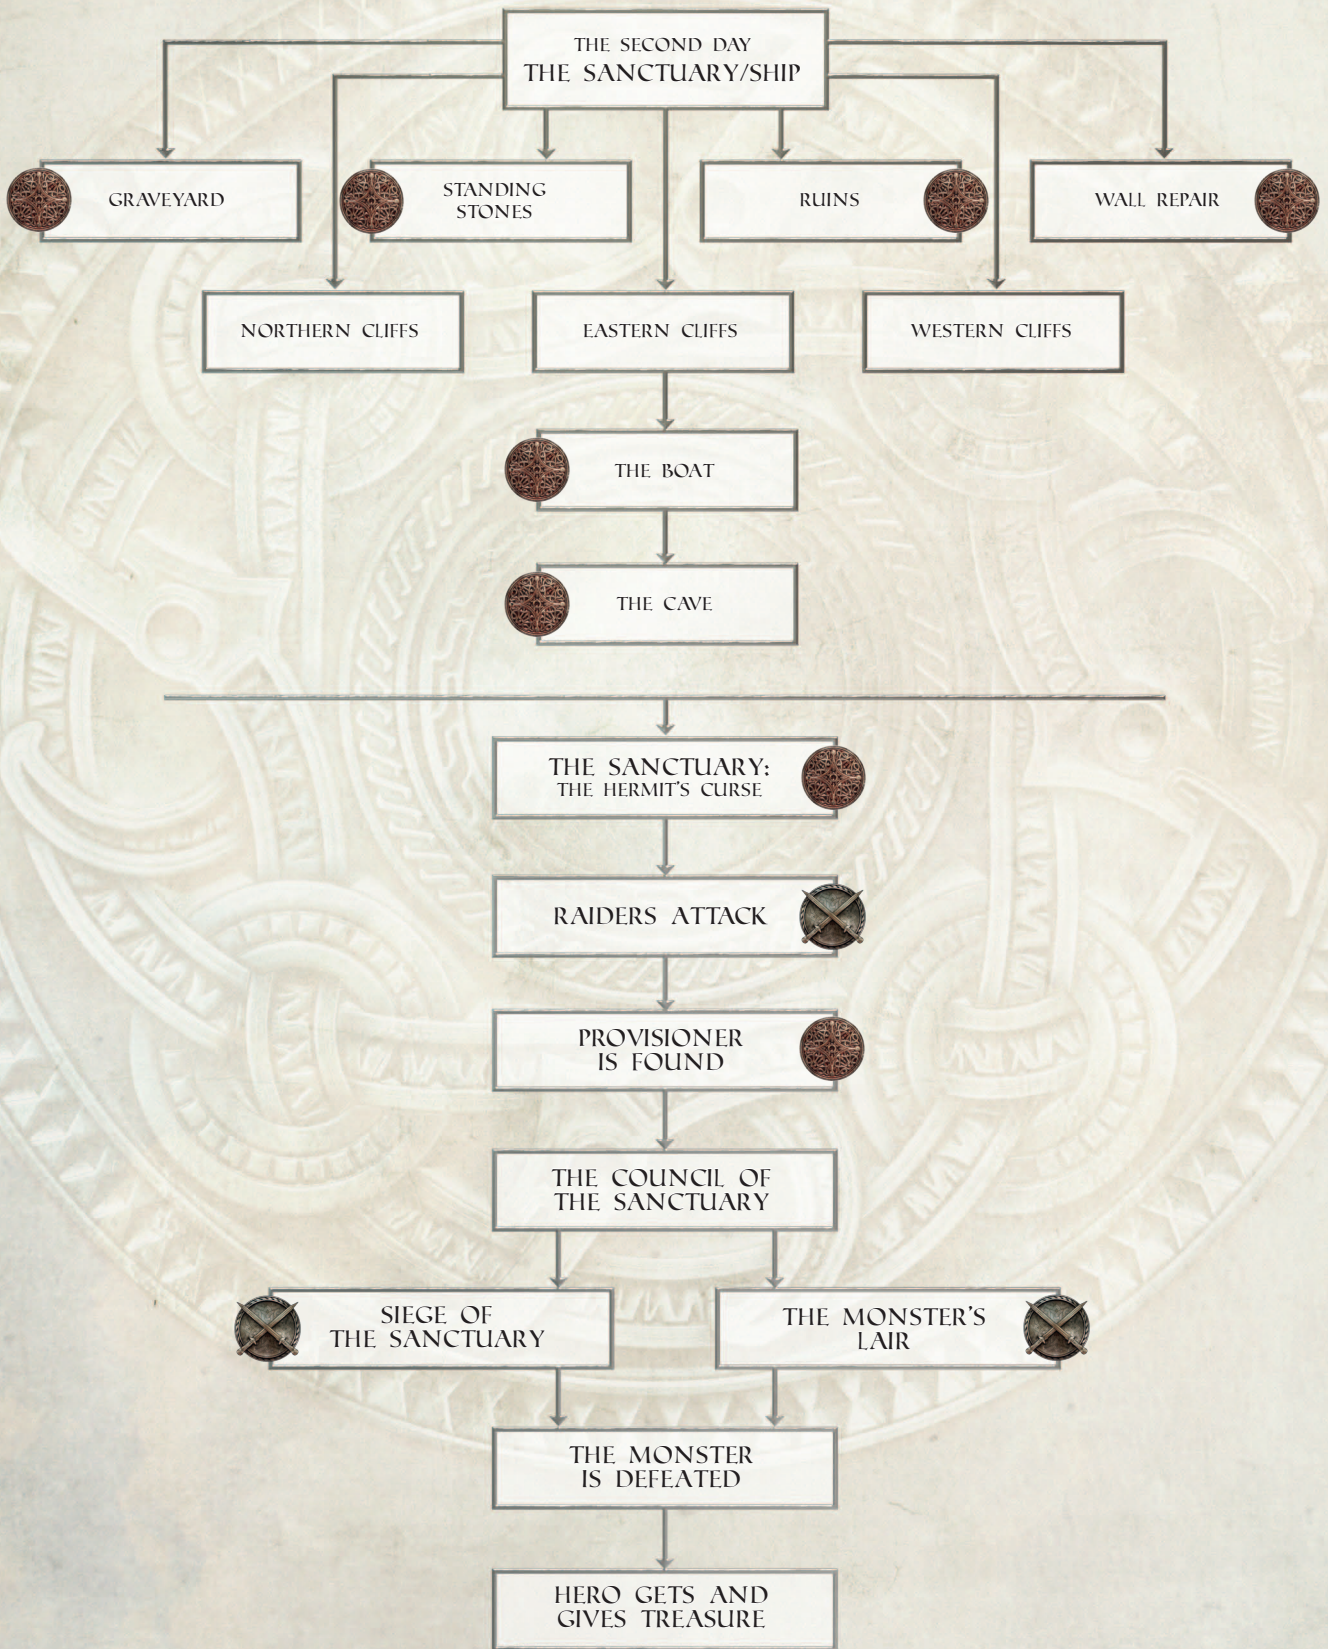 THE SECOND DAY
THE SANCTUARY/SHIP
GRAVEYARD
STANDING
STONES
RUINS
WALL REPAIR
NORTHERN CLIFFS
EASTERN CLIFFS
WESTERN CLIFFS
THE BOAT
THE CAVE
THE SANCTUARY:
THE HERMIT'S CURSE
RAIDERS ATTACK
PROVISIONER
IS FOUND
THE COUNCIL OF
THE SANCTUARY
SIEGE OF
THE SANCTUARY
THE MONSTER'S
LAIR
THE MONSTER
IS DEFEATED
HERO GETS AND
GIVES TREASURE